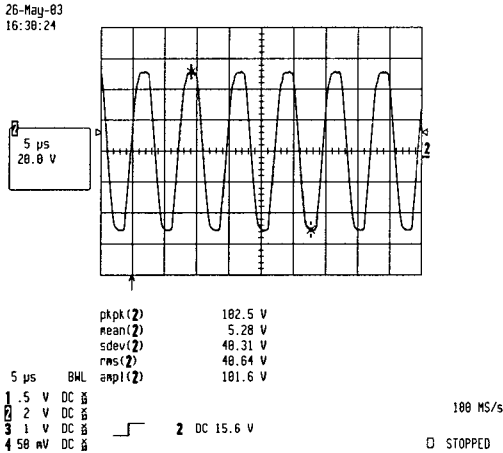 26-May-03
16:30:24
2
5 µs
20.0 V
2
pkpk(2) 102.5 V
mean(2) 5.28 V
sdev(2) 40.31 V
rms(2) 40.64 V
ampl(2) 101.6 V
5 µs BWL
1 .5 V DC
2 2 V DC
3 1 V DC
4 50 mV DC
2 DC 15.6 V
100 MS/s
STOPPED